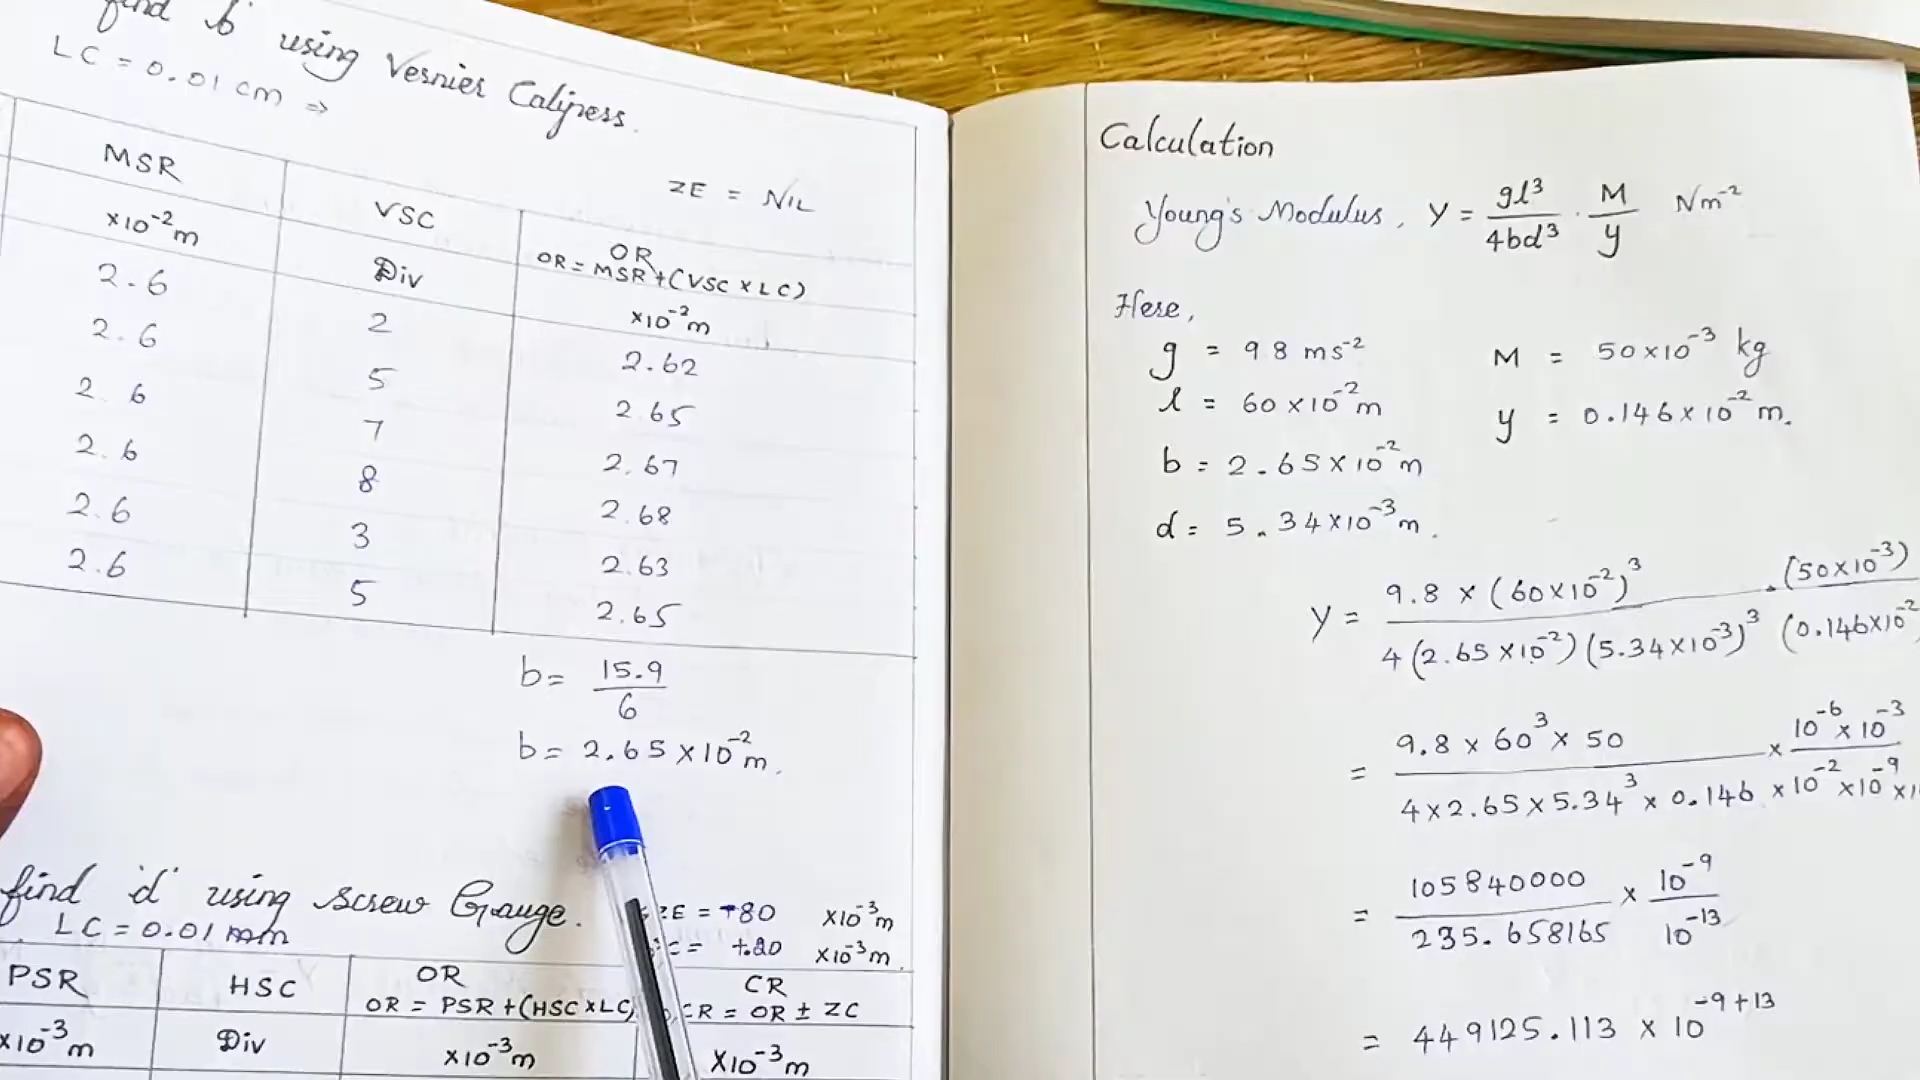 find 'b' using Vernier Calipers.
LC = 0.01 cm ⇒
ZE = NIL
MSR VSC OR
OR = MSR + (VSC × LC)
×10⁻²m Div ×10⁻²m
2.6 2 2.62
2.6 5 2.65
2.6 7 2.67
2.6 8 2.68
2.6 3 2.63
2.6 5 2.65
b = 15.9 / 6
b = 2.65 × 10⁻² m.
find 'd' using Screw Gauge.
LC = 0.01 mm
ZE = +80 ×10⁻³m
= +20 ×10⁻³m.
PSR HSC OR CR
OR = PSR + (HSC × LC) CR = OR ± ZC
×10⁻³m Div ×10⁻³m ×10⁻³m
Calculation
Young's Modulus, Y = gl³ / 4bd³ · M / y Nm⁻²
Here,
g = 9.8 ms⁻² M = 50×10⁻³ kg
l = 60×10⁻²m y = 0.146×10⁻² m.
b = 2.65×10⁻²m
d = 5.34×10⁻³m.
Y = 9.8 × (60×10⁻²)³ . (50×10⁻³) / 4(2.65×10⁻²)(5.34×10⁻³)³ (0.146×10⁻²
= 9.8 × 60³ × 50 / 4×2.65×5.34³×0.146 × 10⁻⁶×10⁻³ / ×10⁻²×10⁻⁹×1
= 105840000 / 235.658165 × 10⁻⁹ / 10⁻¹³
= 449125.113 × 10⁻⁹⁺¹³